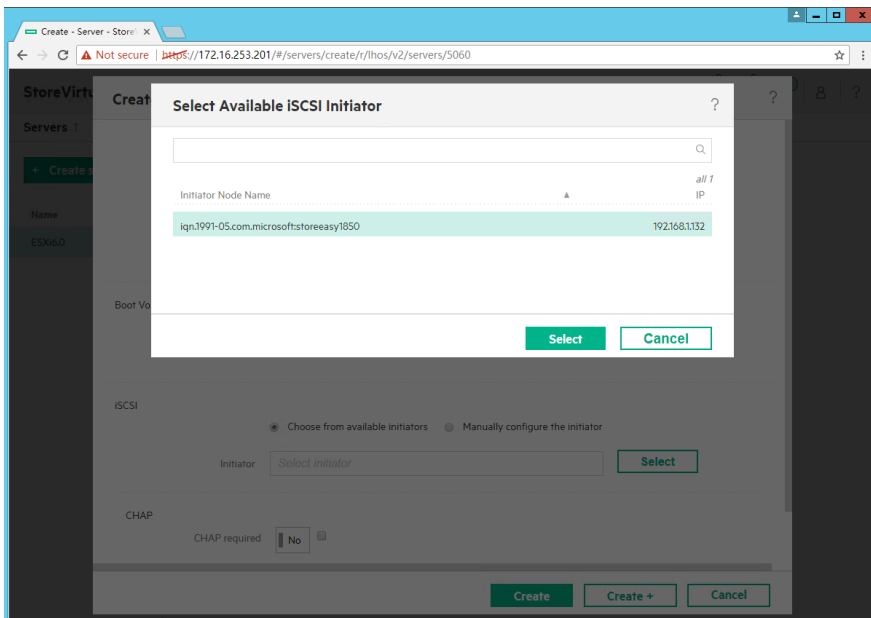 Create - Server - StoreV
Not secure | https://172.16.253.201/#/servers/create/r/lhos/v2/servers/5060
StoreVirtu
Creat
Select Available iSCSI Initiator
?
?
?
Servers 1
+ Create s
all 1
Initiator Node Name
IP
Name
iqn.1991-05.com.microsoft:storeeasy1850
192.168.1.132
ESXi6.0
Boot Vo
Select
Cancel
iSCSI
Choose from available initiators
Manually configure the initiator
Initiator
Select initiator
Select
CHAP
CHAP required
No
Create
Create +
Cancel